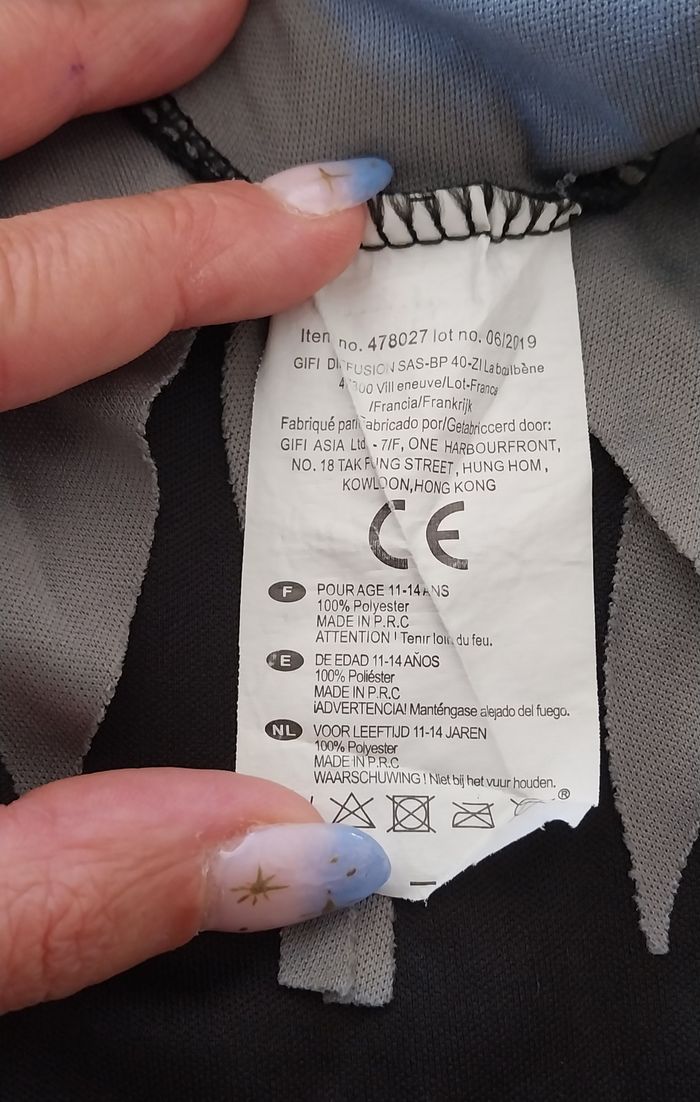 Item no. 478027 lot no. 06/2019
GIFI DIFFUSION SAS-BP 40-ZI La boulbène
Villeneuve/Lot-France
/Francia/Frankrijk
Fabriqué par/Fabricado por/Getabriccerd door:
GIFI ASIA Ltd. - 7/F, ONE HARBOURFRONT,
NO. 18 TAK FUNG STREET, HUNG HOM,
KOWLOON, HONG KONG
CE
F POUR AGE 11-14 ANS
100% Polyester
MADE IN P.R.C
ATTENTION ! Tenir loin du feu.
E DE EDAD 11-14 AÑOS
100% Poliéster
MADE IN P.R.C
¡ADVERTENCIA! Manténgase alejado del fuego.
NL VOOR LEEFTIJD 11-14 JAREN
100% Polyester
MADE IN P.R.C
WAARSCHUWING ! Niet bij het vuur houden.
®